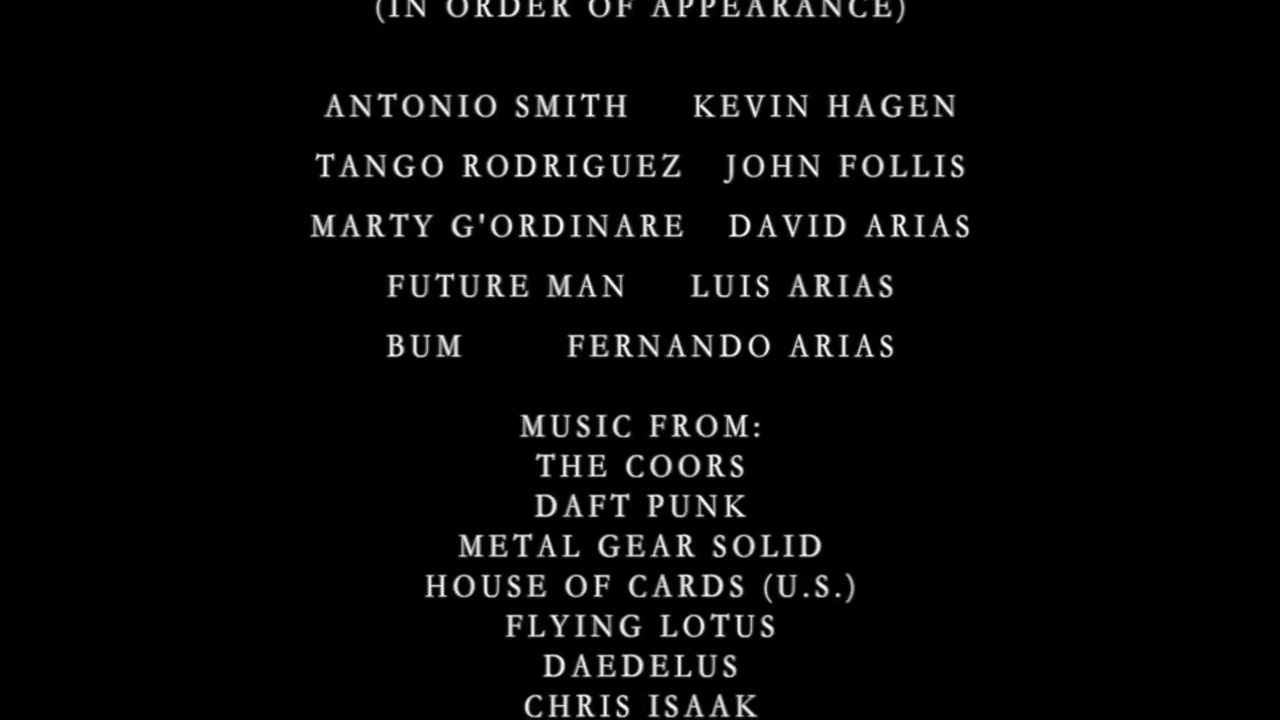 (IN ORDER OF APPEARANCE)
ANTONIO SMITH KEVIN HAGEN
TANGO RODRIGUEZ JOHN FOLLIS
MARTY G'ORDINARE DAVID ARIAS
FUTURE MAN LUIS ARIAS
BUM FERNANDO ARIAS
MUSIC FROM:
THE COORS
DAFT PUNK
METAL GEAR SOLID
HOUSE OF CARDS (U.S.)
FLYING LOTUS
DAEDELUS
CHRIS ISAAK